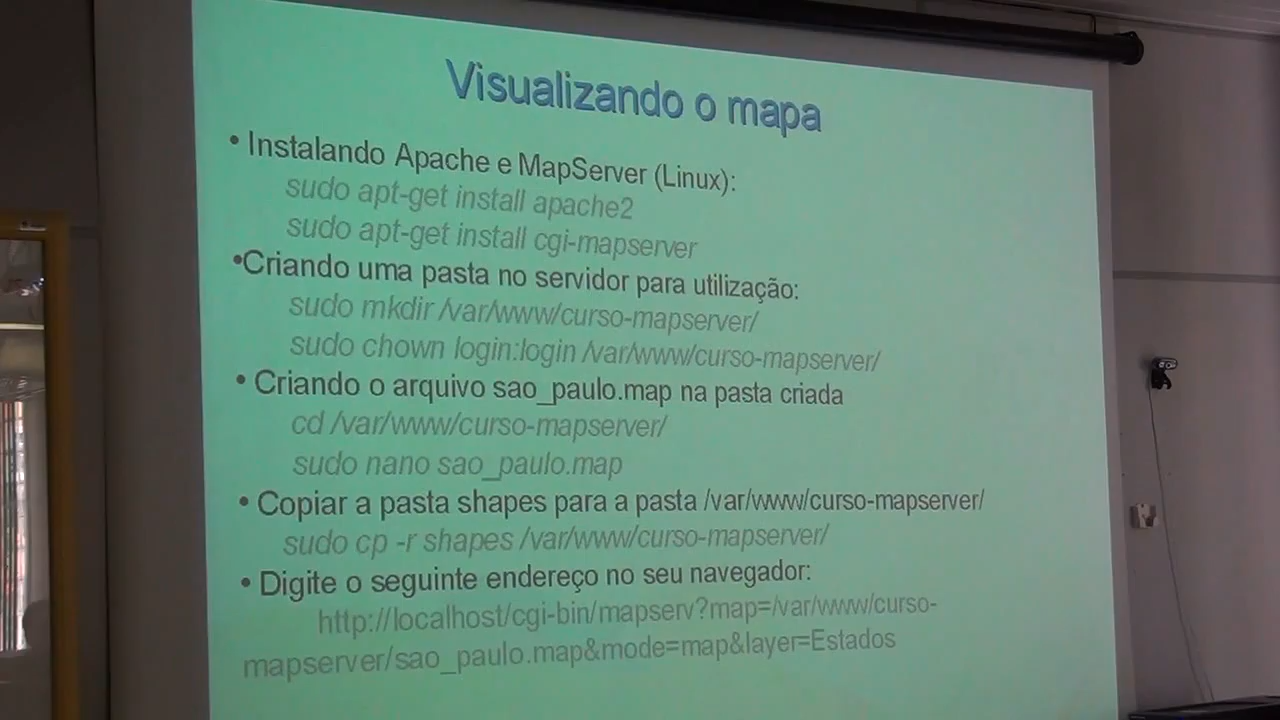 Visualizando o mapa
• Instalando Apache e MapServer (Linux):
sudo apt-get install apache2
sudo apt-get install cgi-mapserver
•Criando uma pasta no servidor para utilização:
sudo mkdir /var/www/curso-mapserver/
sudo chown login:login /var/www/curso-mapserver/
• Criando o arquivo sao_paulo.map na pasta criada
cd /var/www/curso-mapserver/
sudo nano sao_paulo.map
• Copiar a pasta shapes para a pasta /var/www/curso-mapserver/
sudo cp -r shapes /var/www/curso-mapserver/
• Digite o seguinte endereço no seu navegador:
http://localhost/cgi-bin/mapserv?map=/var/www/curso-
mapserver/sao_paulo.map&mode=map&layer=Estados